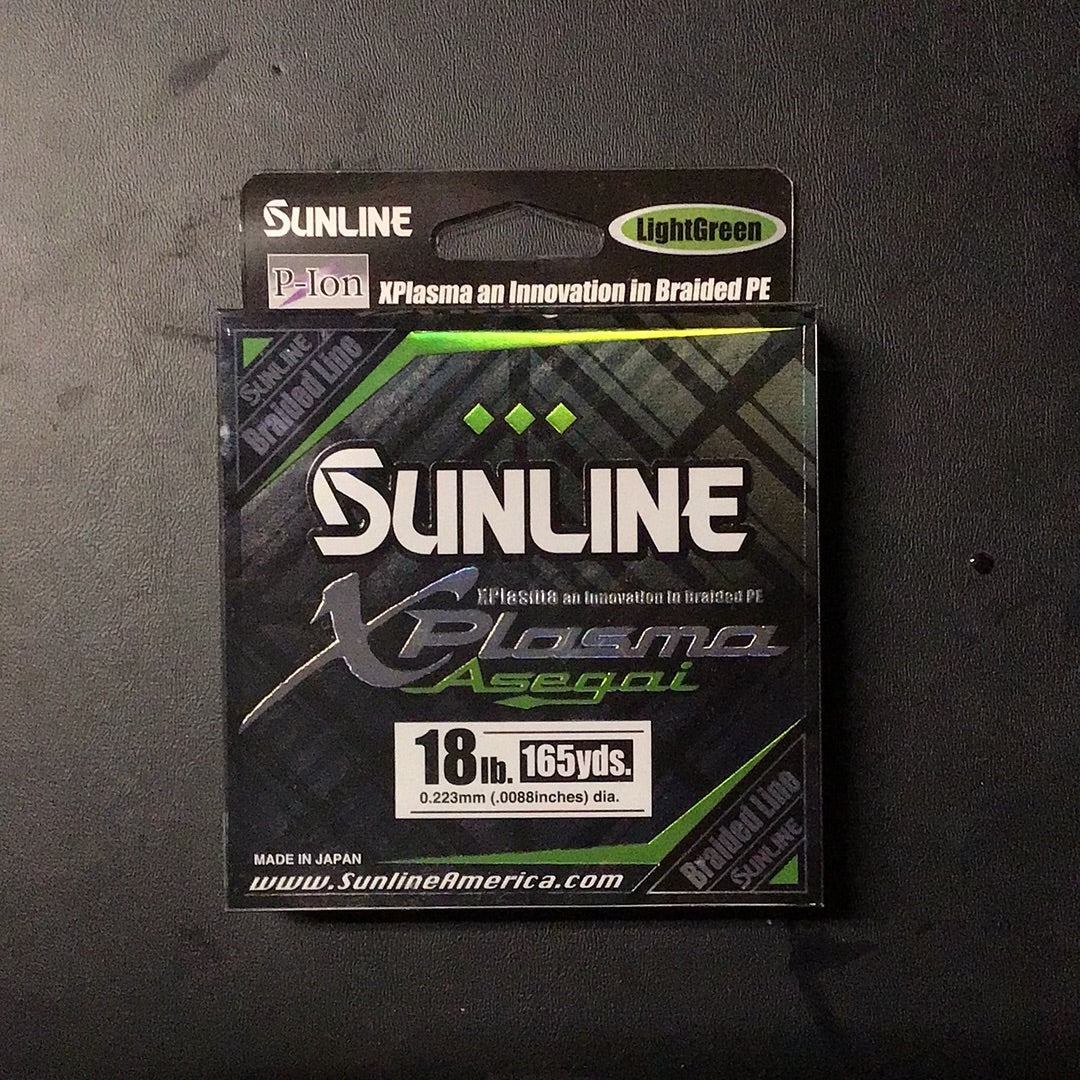 SUNLINE
LightGreen
P-Ion
XPlasma an Innovation in Braided PE
SUNLINE
Braided Line
SUNLINE
XPlasma an Innovation in Braided PE
XPlasma
Asegai
18lb. 165yds.
0.223mm (.0088inches) dia.
MADE IN JAPAN
www.SunlineAmerica.com
Braided Line
SUNLINE